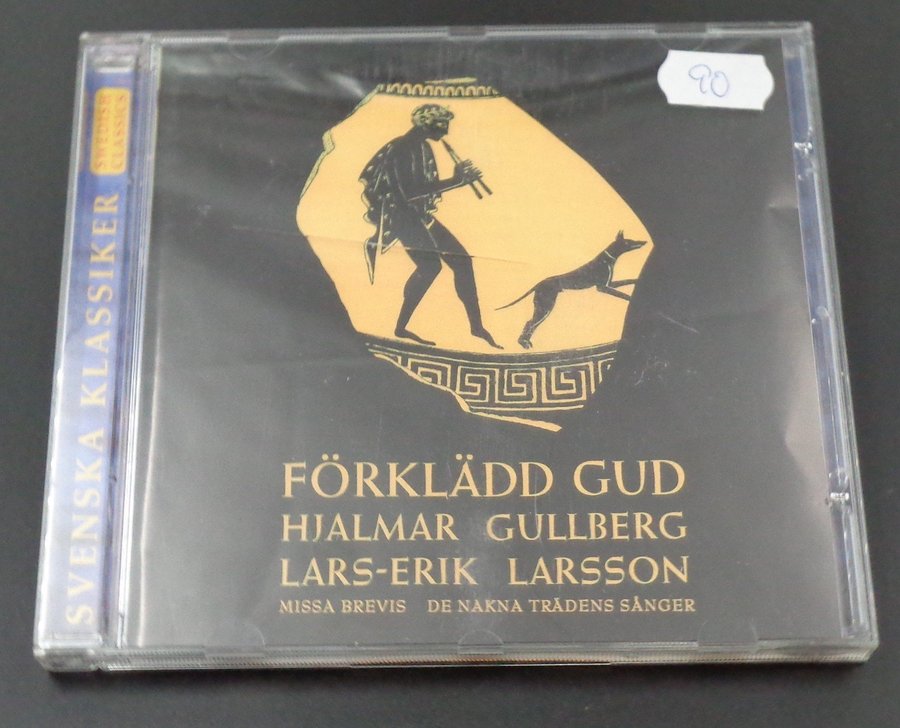 90
SWEDISH
CLASSICS
SVENSKA KLASSIKER
FÖRKLÄDD GUD
HJALMAR GULLBERG
LARS-ERIK LARSSON
MISSA BREVIS DE NAKNA TRÄDENS SÅNGER